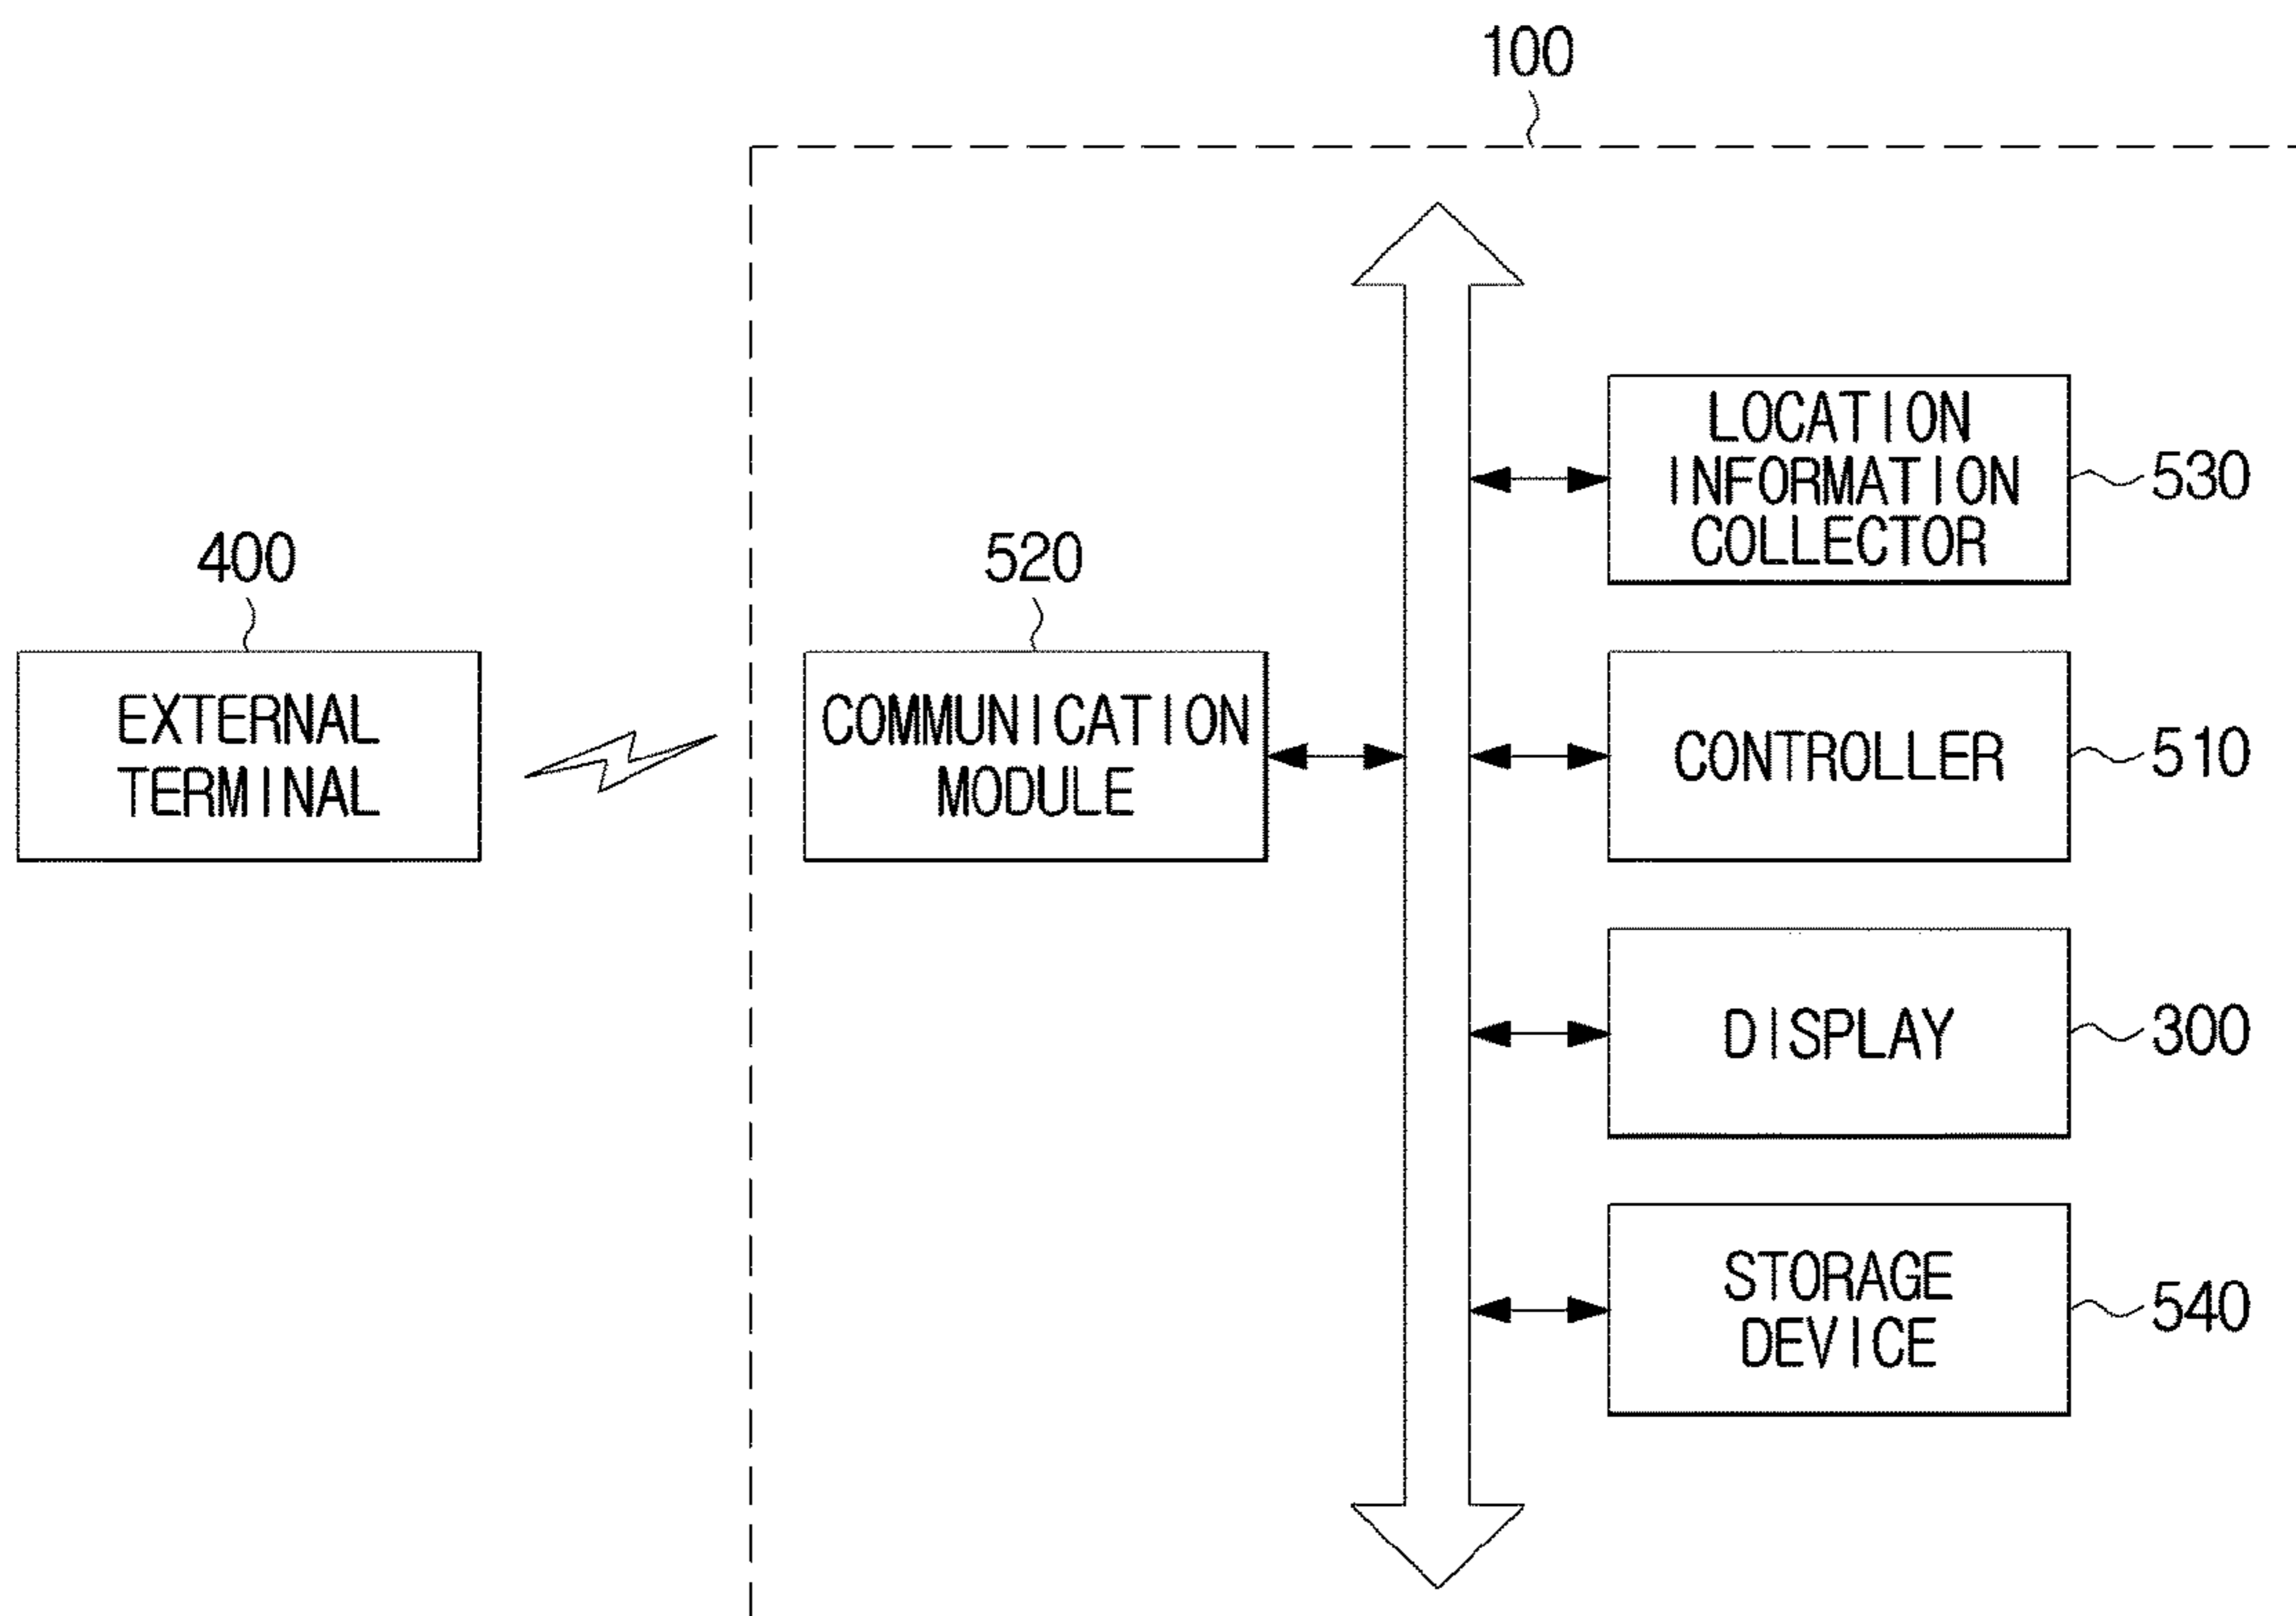 100
LOCATION
INFORMATION
COLLECTOR
530
400
520
EXTERNAL
TERMINAL
COMMUNICATION
MODULE
CONTROLLER
510
DISPLAY
300
STORAGE
DEVICE
540